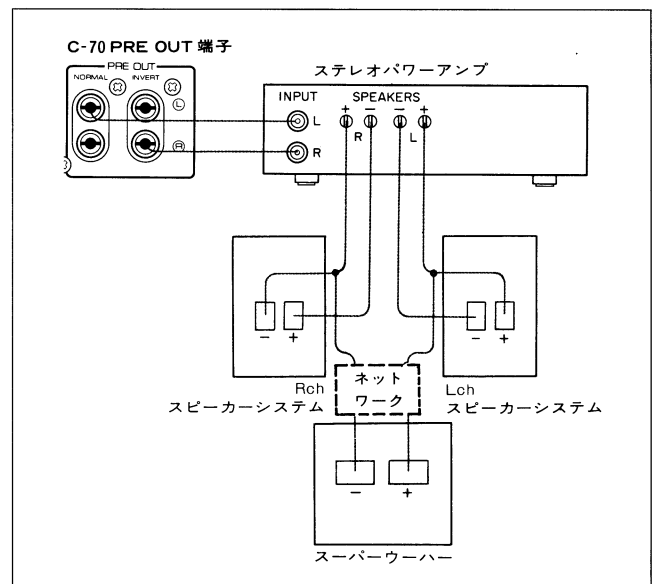 C-70 PRE OUT 端子
PRE OUT
NORMAL INVERT
L
R
ステレオパワーアンプ
INPUT SPEAKERS
+ − − +
L
R
R L
− +
− +
Rch
スピーカーシステム
Lch
スピーカーシステム
ネット
ワーク
− +
スーパーウーハー